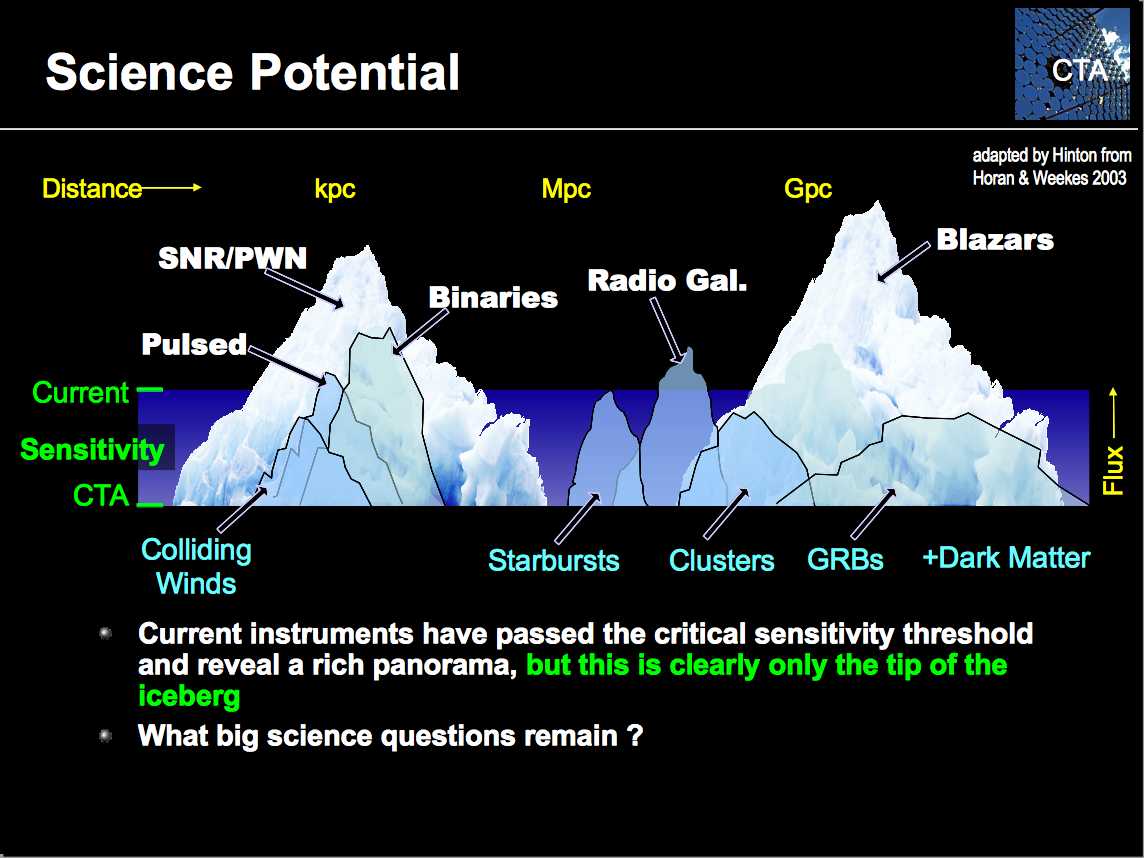 Science Potential
CTA
adapted by Hinton from
Horan & Weekes 2003
Distance
kpc
Mpc
Gpc
SNR/PWN
Binaries
Radio Gal.
Blazars
Pulsed
Current
Sensitivity
CTA
Flux
Colliding
Winds
Starbursts
Clusters
GRBs
+Dark Matter
Current instruments have passed the critical sensitivity threshold
and reveal a rich panorama, but this is clearly only the tip of the
iceberg
What big science questions remain ?